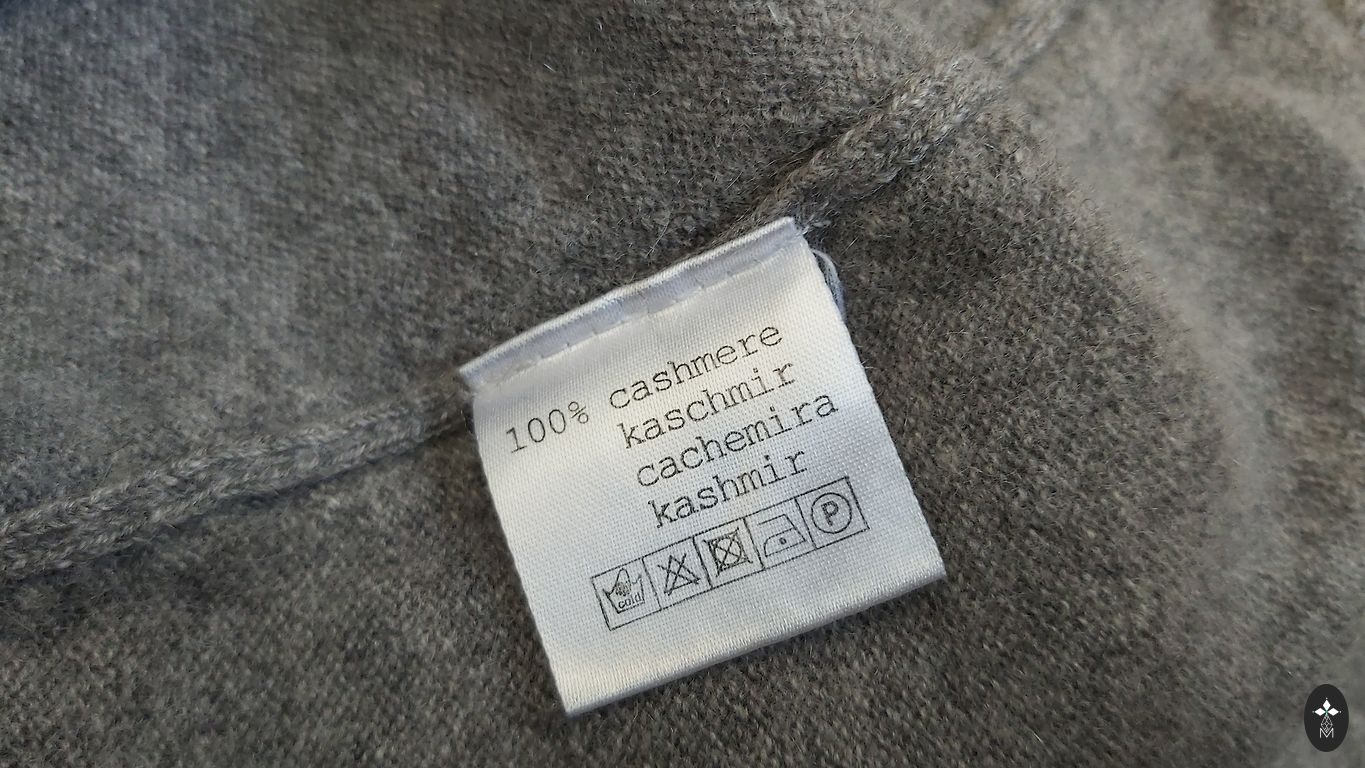 100% cashmere
kaschmir
cachemira
kashmir
cold P
M